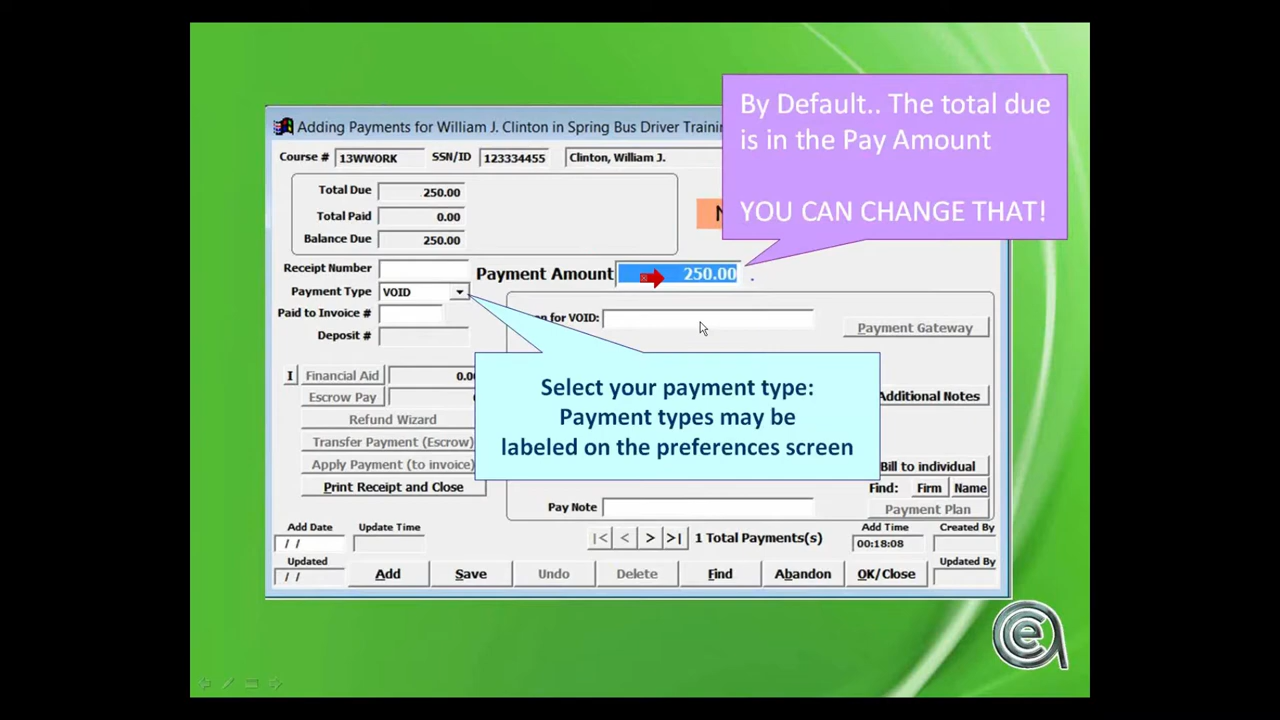 By Default.. The total due
is in the Pay Amount
YOU CAN CHANGE THAT!
Adding Payments for William J. Clinton in Spring Bus Driver
Course # 13WWORK SSN/ID 123334455 Clinton, William J.
Total Due 250.00
Total Paid 0.00
Balance Due 250.00
Receipt Number
Payment Amount 250.00
Payment Type VOID
Paid to Invoice #
for VOID:
Payment Gateway
Deposit #
I Financial Aid
Escrow Pay
Select your payment type:
Payment types may be
labeled on the preferences screen
Additional Notes
Refund Wizard
Transfer Payment (Escrow)
Apply Payment (to invoice)
Bill to individual
Print Receipt and Close
Find: Firm Name
Pay Note
Payment Plan
Add Date Update Time
/ /
|< < > >| 1 Total Payments(s)
Add Time Created By
00:18:08
Updated
/ /
Updated By
Add Save Undo Delete Find Abandon OK/Close